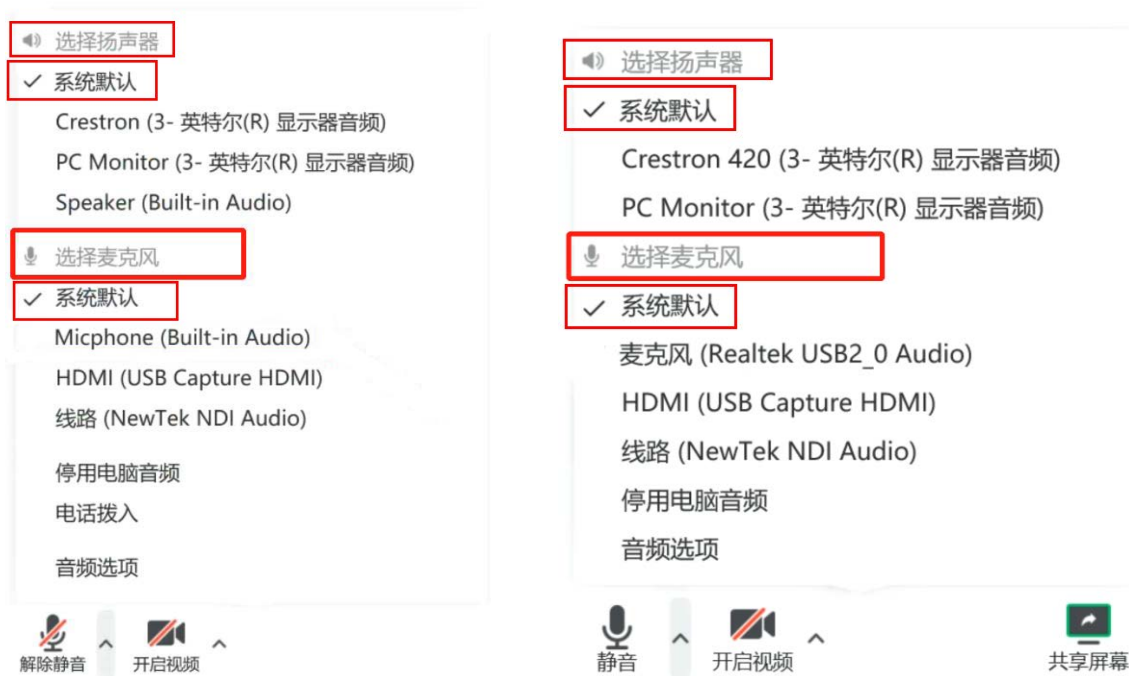 选择扬声器
系统默认
Crestron (3- 英特尔(R) 显示器音频)
PC Monitor (3- 英特尔(R) 显示器音频)
Speaker (Built-in Audio)
选择麦克风
系统默认
Micphone (Built-in Audio)
HDMI (USB Capture HDMI)
线路 (NewTek NDI Audio)
停用电脑音频
电话拨入
音频选项
解除静音
开启视频
选择扬声器
系统默认
Crestron 420 (3- 英特尔(R) 显示器音频)
PC Monitor (3- 英特尔(R) 显示器音频)
选择麦克风
系统默认
麦克风 (Realtek USB2_0 Audio)
HDMI (USB Capture HDMI)
线路 (NewTek NDI Audio)
停用电脑音频
音频选项
静音
开启视频
共享屏幕